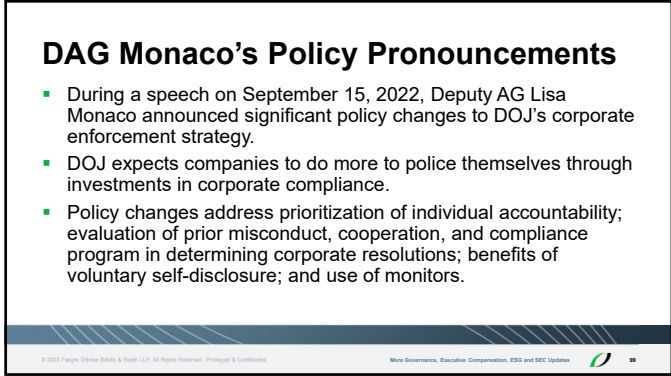 DAG Monaco’s Policy Pronouncements
During a speech on September 15, 2022, Deputy AG Lisa
Monaco announced significant policy changes to DOJ’s corporate
enforcement strategy.
DOJ expects companies to do more to police themselves through
investments in corporate compliance.
Policy changes address prioritization of individual accountability;
evaluation of prior misconduct, cooperation, and compliance
program in determining corporate resolutions; benefits of
voluntary self-disclosure; and use of monitors.
© 2023 Faegre Drinker Biddle & Reath LLP. All Rights Reserved. Privileged & Confidential.
More Governance, Executive Compensation, ESG and SEC Updates
99